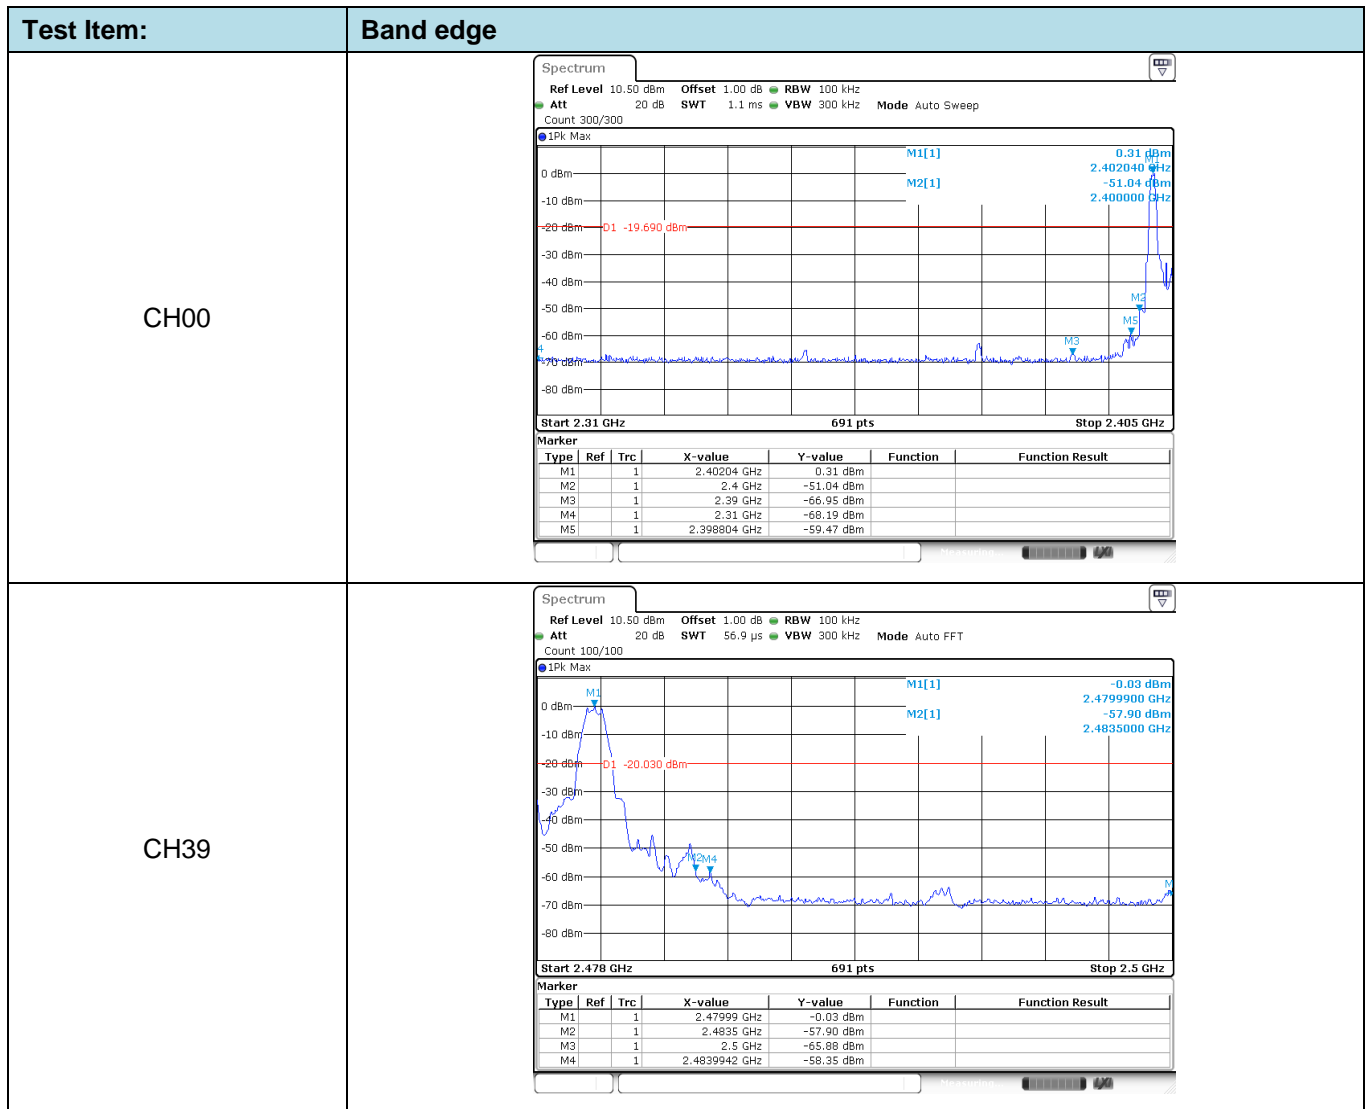 Test Item: Band edge
CH00
Spectrum
Ref Level 10.50 dBm Offset 1.00 dB RBW 100 kHz
Att 20 dB SWT 1.1 ms VBW 300 kHz Mode Auto Sweep
Count 300/300
1Pk Max
M1[1] 0.31 dBm
2.402040 GHz
M2[1] -51.04 dBm
2.400000 GHz
M1
0 dBm
-10 dBm
-20 dBm
D1 -19.690 dBm
-30 dBm
-40 dBm
-50 dBm
-60 dBm
-70 dBm
-80 dBm
M2
M5
M3
4
Start 2.31 GHz 691 pts Stop 2.405 GHz
Marker
Type Ref Trc X-value Y-value Function Function Result
M1 1 2.40204 GHz 0.31 dBm
M2 1 2.4 GHz -51.04 dBm
M3 1 2.39 GHz -66.95 dBm
M4 1 2.31 GHz -68.19 dBm
M5 1 2.398804 GHz -59.47 dBm
Measuring...
CH39
Spectrum
Ref Level 10.50 dBm Offset 1.00 dB RBW 100 kHz
Att 20 dB SWT 56.9 µs VBW 300 kHz Mode Auto FFT
Count 100/100
1Pk Max
M1[1] -0.03 dBm
2.4799900 GHz
M2[1] -57.90 dBm
2.4835000 GHz
M1
0 dBm
-10 dBm
-20 dBm
D1 -20.030 dBm
-30 dBm
-40 dBm
-50 dBm
-60 dBm
-70 dBm
-80 dBm
M2 M4
M
Start 2.478 GHz 691 pts Stop 2.5 GHz
Marker
Type Ref Trc X-value Y-value Function Function Result
M1 1 2.47999 GHz -0.03 dBm
M2 1 2.4835 GHz -57.90 dBm
M3 1 2.5 GHz -65.88 dBm
M4 1 2.4839942 GHz -58.35 dBm
Measuring...